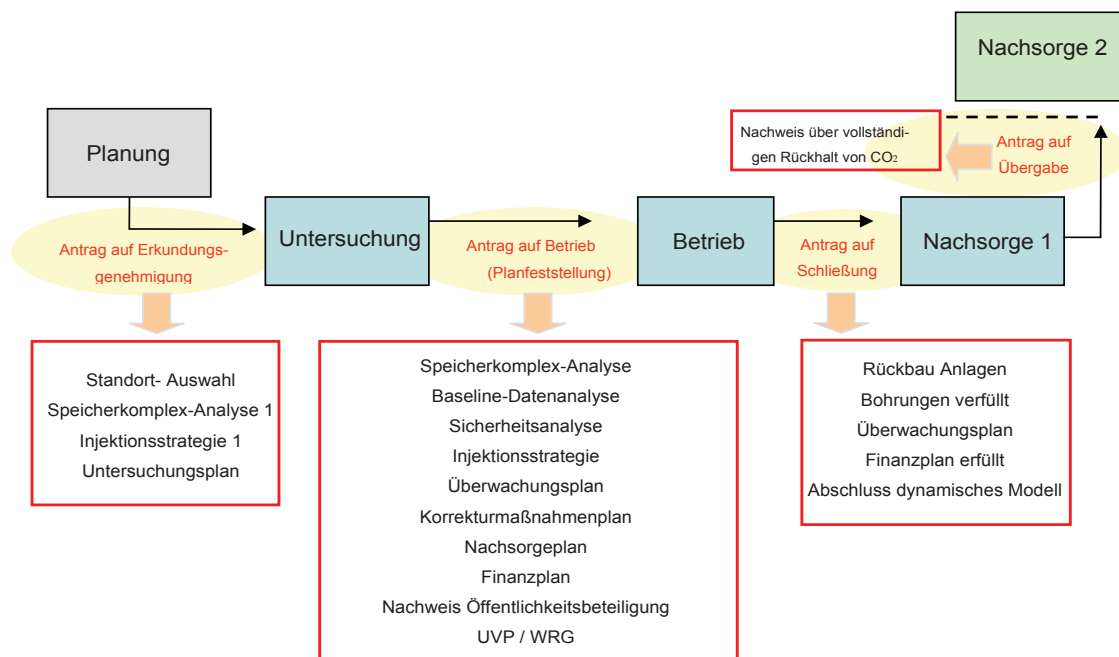 Nachsorge 2
Planung
Nachweis über vollständi-
gen Rückhalt von CO₂
Antrag auf
Übergabe
Untersuchung
Betrieb
Nachsorge 1
Antrag auf Erkundungs-
genehmigung
Antrag auf Betrieb
(Planfeststellung)
Antrag auf
Schließung
Standort- Auswahl
Speicherkomplex-Analyse 1
Injektionsstrategie 1
Untersuchungsplan
Speicherkomplex-Analyse
Baseline-Datenanalyse
Sicherheitsanalyse
Injektionsstrategie
Überwachungsplan
Korrekturmaßnahmenplan
Nachsorgeplan
Finanzplan
Nachweis Öffentlichkeitsbeteiligung
UVP / WRG
Rückbau Anlagen
Bohrungen verfüllt
Überwachungsplan
Finanzplan erfüllt
Abschluss dynamisches Modell